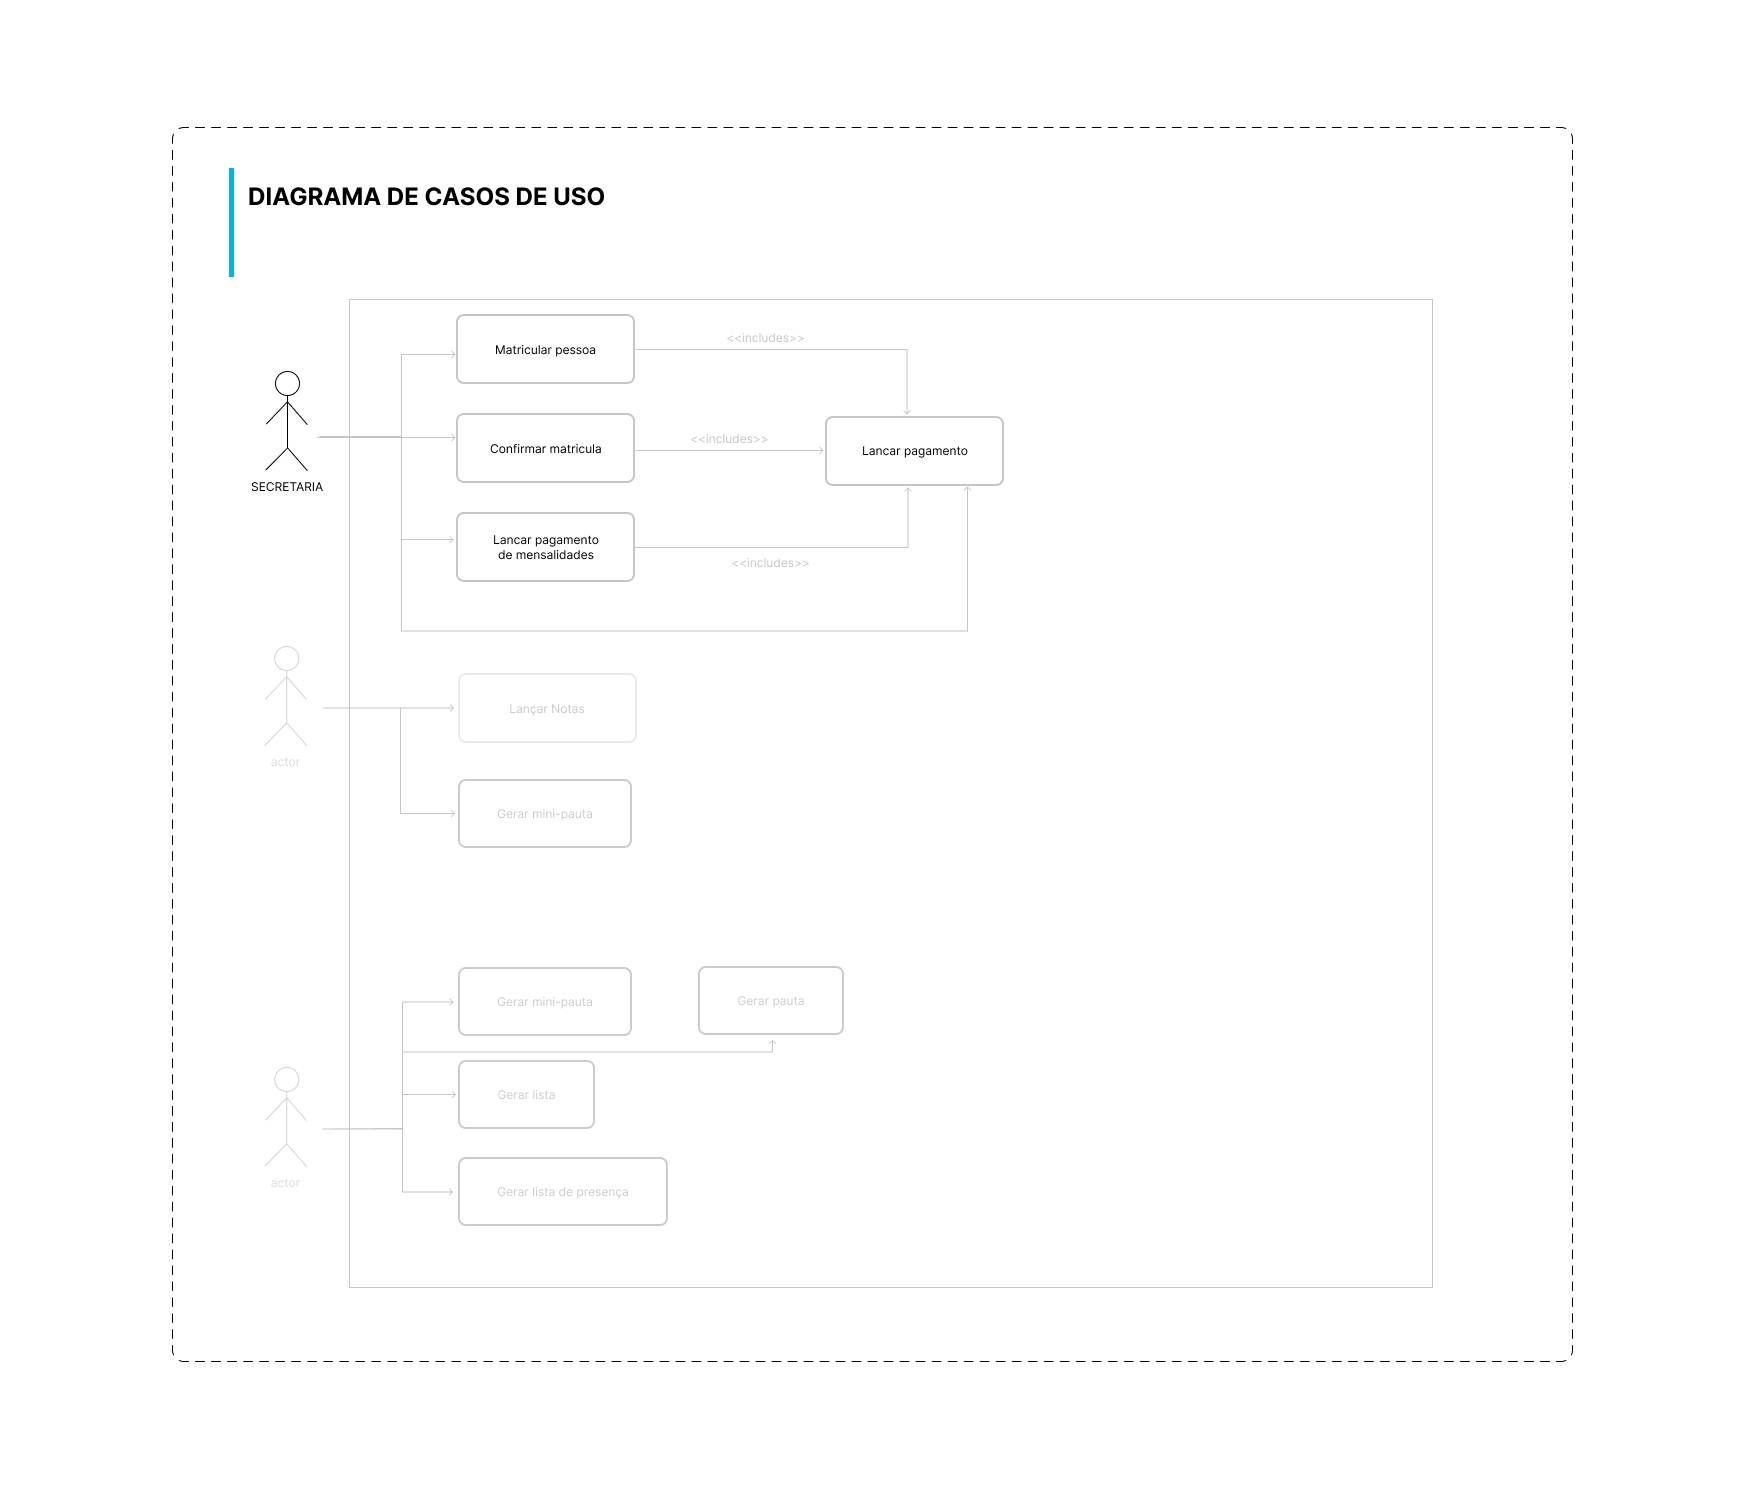 DIAGRAMA DE CASOS DE USO
Matricular pessoa
<<includes>>
Confirmar matricula
<<includes>>
Lancar pagamento
SECRETARIA
Lancar pagamento
de mensalidades
<<includes>>
Lançar Notas
actor
Gerar mini-pauta
Gerar mini-pauta
Gerar pauta
Gerar lista
actor
Gerar lista de presença